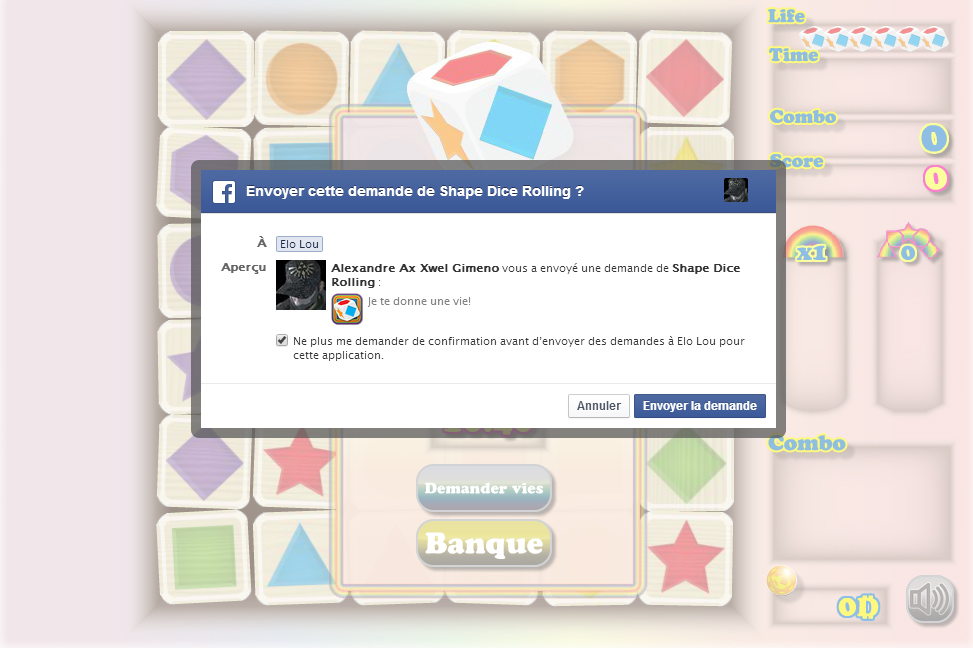 Life
Time
Combo
0
Score
0
Envoyer cette demande de Shape Dice Rolling ?
À Elo Lou
Aperçu
Alexandre Ax Xwel Gimeno vous a envoyé une demande de Shape Dice
Rolling :
Je te donne une vie!
Ne plus me demander de confirmation avant d'envoyer des demandes à Elo Lou pour
cette application.
Annuler
Envoyer la demande
x1
0
Combo
Demander vies
Banque
0